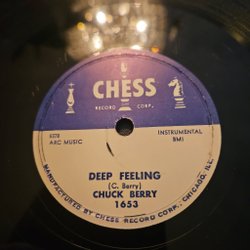 CHESS
RECORD CORP.
8378
ARC MUSIC
INSTRUMENTAL
BMI
DEEP FEELING
(C. Berry)
CHUCK BERRY
1653
MANUFACTURED BY CHESS RECORD CORP., CHICAGO, ILL.